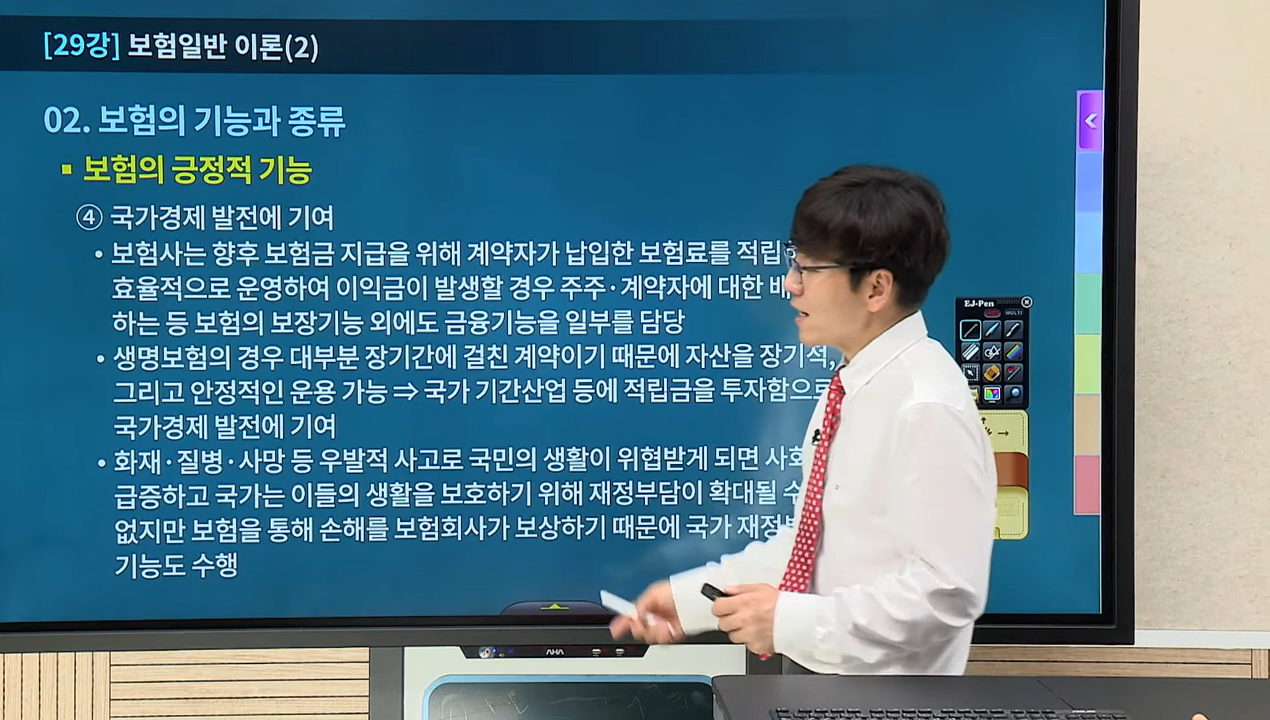 [29강] 보험일반 이론(2)
02. 보험의 기능과 종류
▪ 보험의 긍정적 기능
④ 국가경제 발전에 기여
• 보험사는 향후 보험금 지급을 위해 계약자가 납입한 보험료를
효율적으로 운영하여 이익금이 발생할 경우 주주·계약자에 대한
하는 등 보험의 보장기능 외에도 금융기능을 일부를 담당
• 생명보험의 경우 대부분 장기간에 걸친 계약이기 때문에 자산을 장기적,
그리고 안정적인 운용 가능 ⇒ 국가 기간산업 등에 적립금을 투자함으로
국가경제 발전에 기여
• 화재·질병·사망 등 우발적 사고로 국민의 생활이 위협받게 되면
급증하고 국가는 이들의 생활을 보호하기 위해 재정부담이 확대될 수
없지만 보험을 통해 손해를 보험회사가 보상하기 때문에 국가
기능도 수행
EJ-Pen
MULTI
AHA